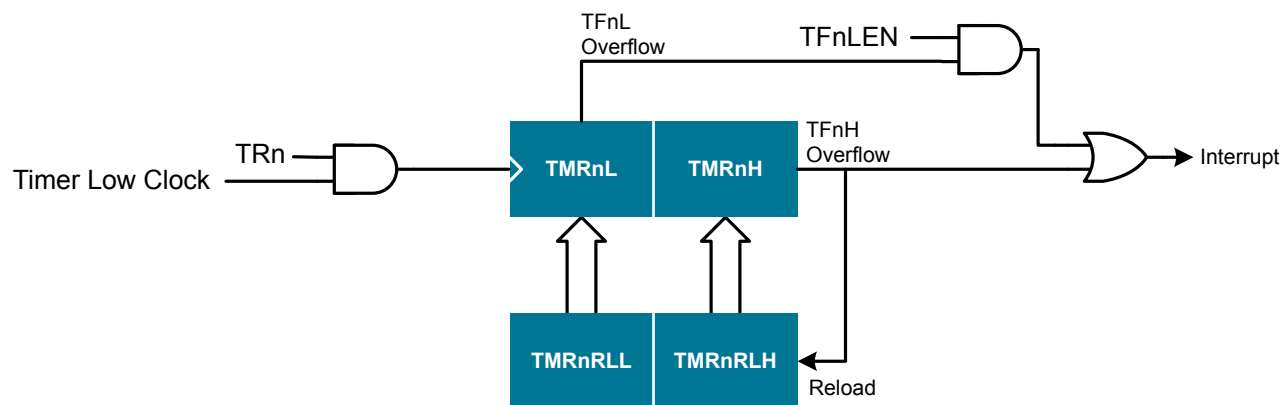 TFnL
Overflow
TFnLEN
TRn
Timer Low Clock
TMRnL
TMRnH
TFnH
Overflow
Interrupt
TMRnRLL
TMRnRLH
Reload